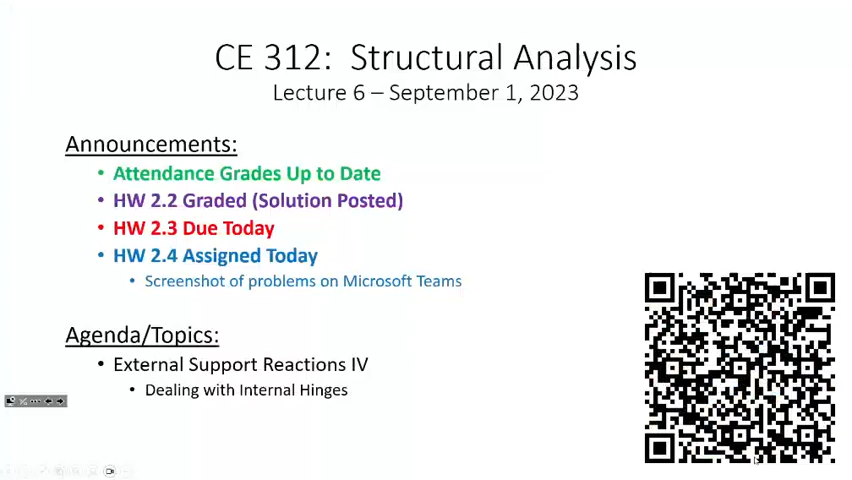 CE 312: Structural Analysis
Lecture 6 – September 1, 2023
Announcements:
• Attendance Grades Up to Date
• HW 2.2 Graded (Solution Posted)
• HW 2.3 Due Today
• HW 2.4 Assigned Today
• Screenshot of problems on Microsoft Teams
Agenda/Topics:
• External Support Reactions IV
• Dealing with Internal Hinges